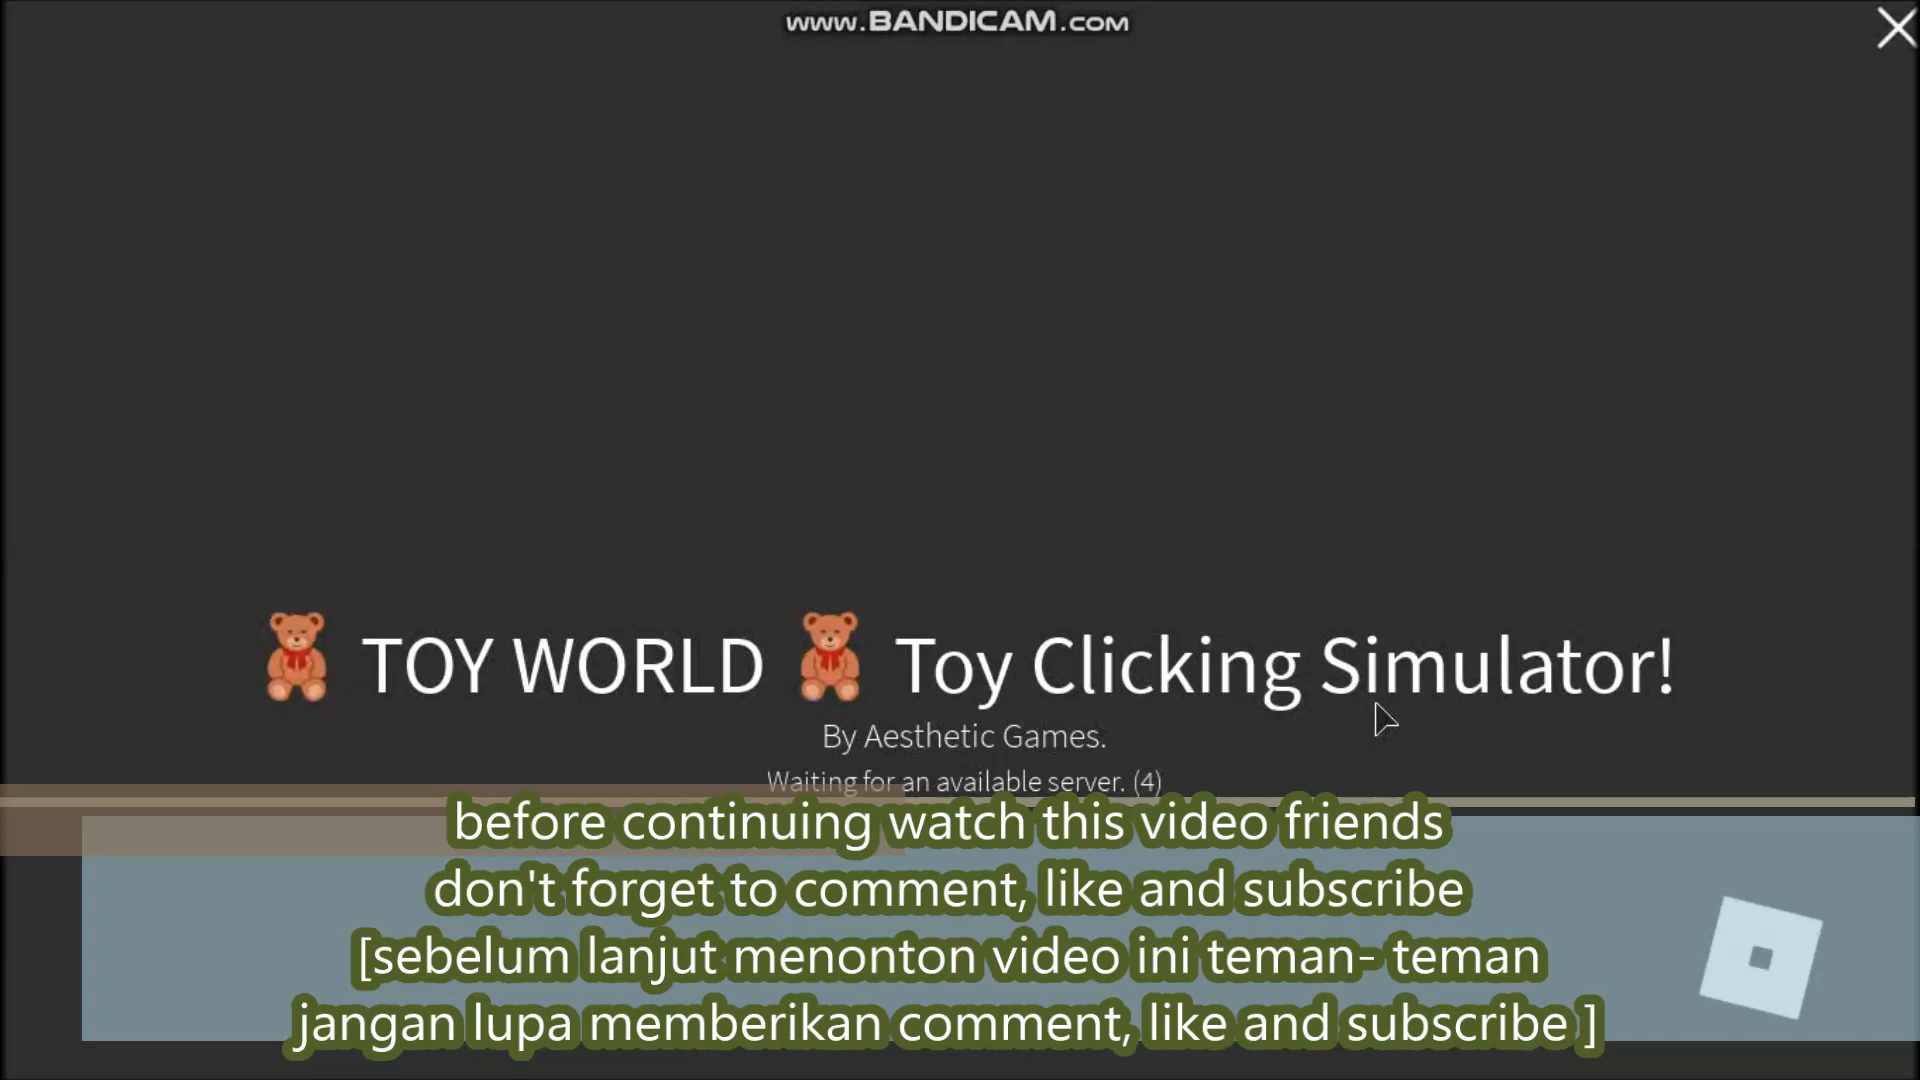 www.BANDICAM.COM
TOY WORLD Toy Clicking Simulator!
By Aesthetic Games.
Waiting for an available server. (4)
before continuing watch this video friends
don't forget to comment, like and subscribe
[sebelum lanjut menonton video ini teman- teman
jangan lupa memberikan comment, like and subscribe ]